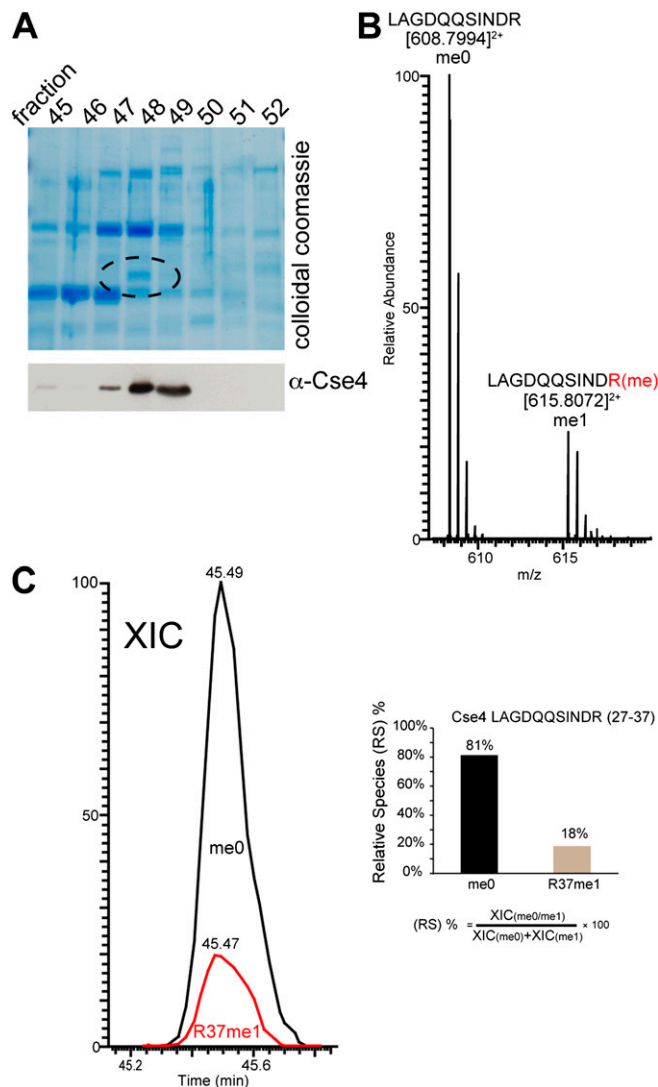 A
fraction
45 46 47 48 49 50 51 52
colloidal coomassie
α-Cse4
B
LAGDQQSINDR
[608.7994]²⁺
me0
100
50
0
Relative Abundance
LAGDQQSINDR(me)
[615.8072]²⁺
me1
610 615
m/z
C
XIC
100
50
0
45.49
me0
45.47
R37me1
45.2 45.6
Time (min)
Cse4 LAGDQQSINDR (27-37)
Relative Species (RS) %
100%
80%
60%
40%
20%
0%
81%
18%
me0 R37me1
(RS) % = XIC(me0/me1) × 100
XIC(me0)+XIC(me1)